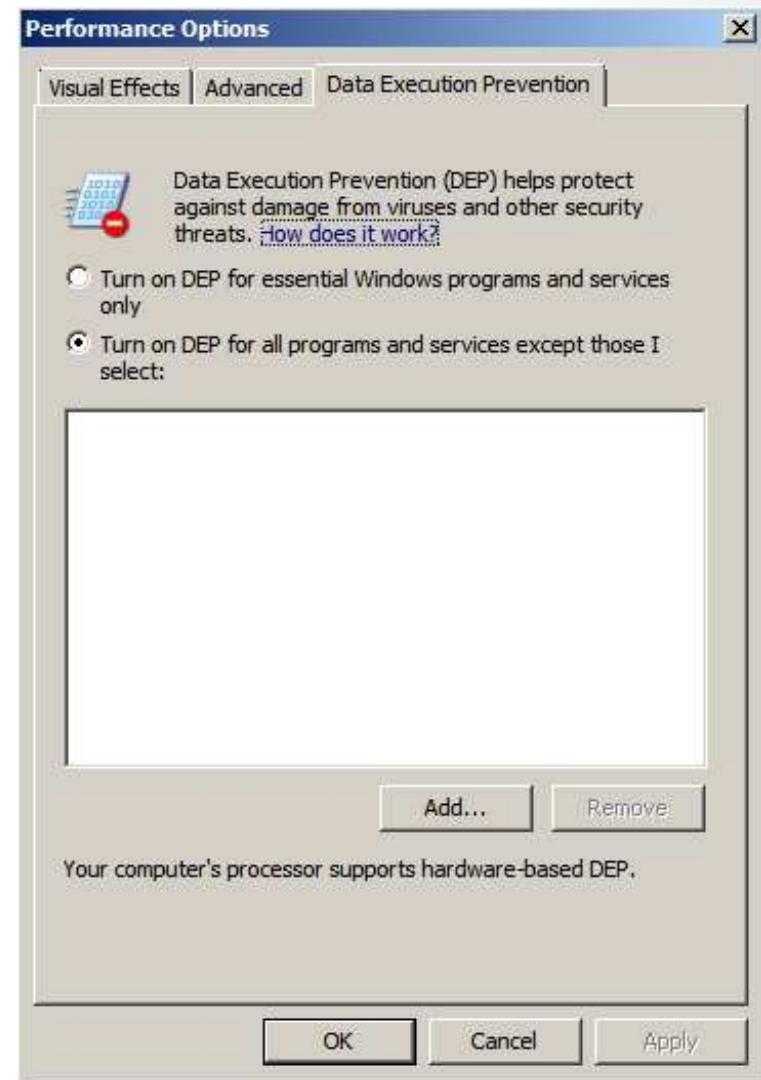 Performance Options
Visual Effects Advanced Data Execution Prevention
Data Execution Prevention (DEP) helps protect
against damage from viruses and other security
threats. How does it work?
Turn on DEP for essential Windows programs and services
only
Turn on DEP for all programs and services except those I
select:
Add... Remove
Your computer's processor supports hardware-based DEP.
OK Cancel Apply